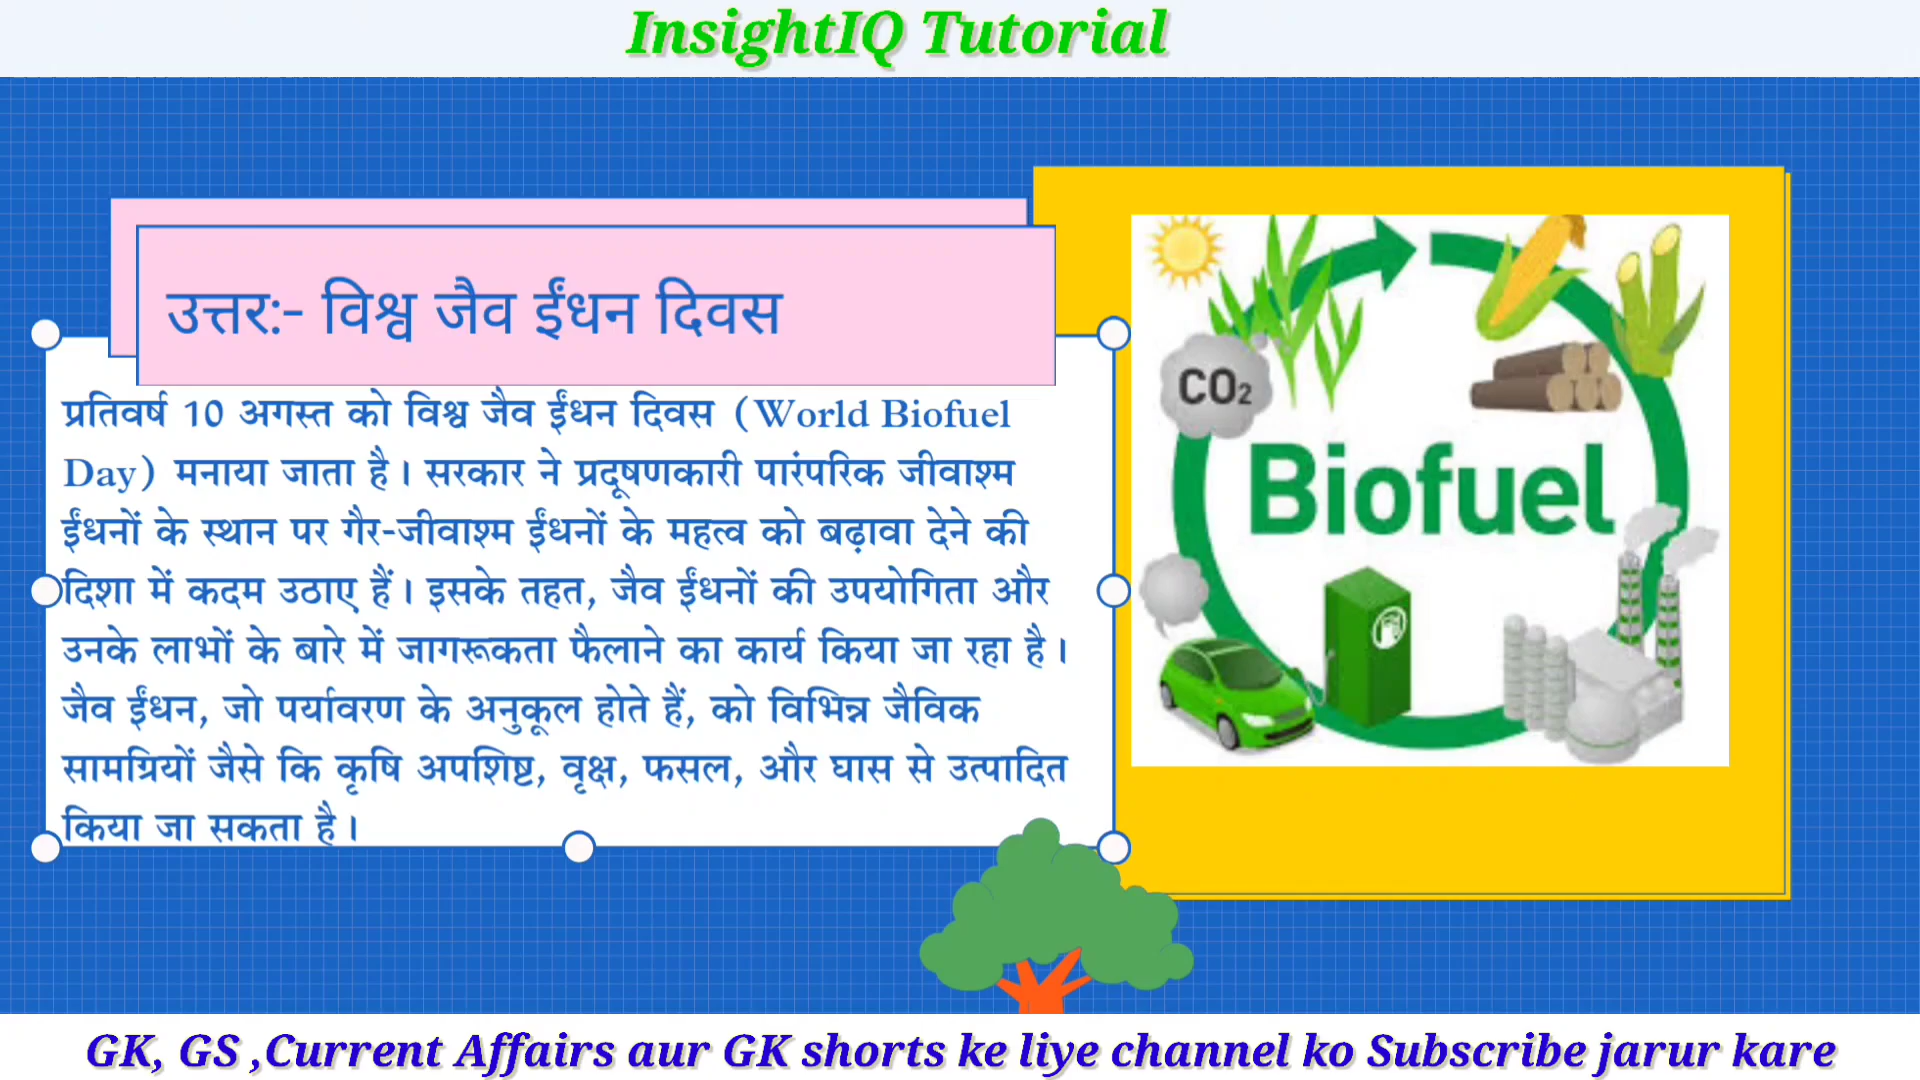 InsightIQ Tutorial
उत्तर:- विश्व जैव ईंधन दिवस
प्रतिवर्ष 10 अगस्त को विश्व जैव ईंधन दिवस (World Biofuel
Day) मनाया जाता है। सरकार ने प्रदूषणकारी पारंपरिक जीवाश्म
ईंधनों के स्थान पर गैर-जीवाश्म ईंधनों के महत्व को बढ़ावा देने की
दिशा में कदम उठाए हैं। इसके तहत, जैव ईंधनों की उपयोगिता और
उनके लाभों के बारे में जागरूकता फैलाने का कार्य किया जा रहा है।
जैव ईंधन, जो पर्यावरण के अनुकूल होते हैं, को विभिन्न जैविक
सामग्रियों जैसे कि कृषि अपशिष्ट, वृक्ष, फसल, और घास से उत्पादित
किया जा सकता है।
CO₂
Biofuel
GK, GS ,Current Affairs aur GK shorts ke liye channel ko Subscribe jarur kare